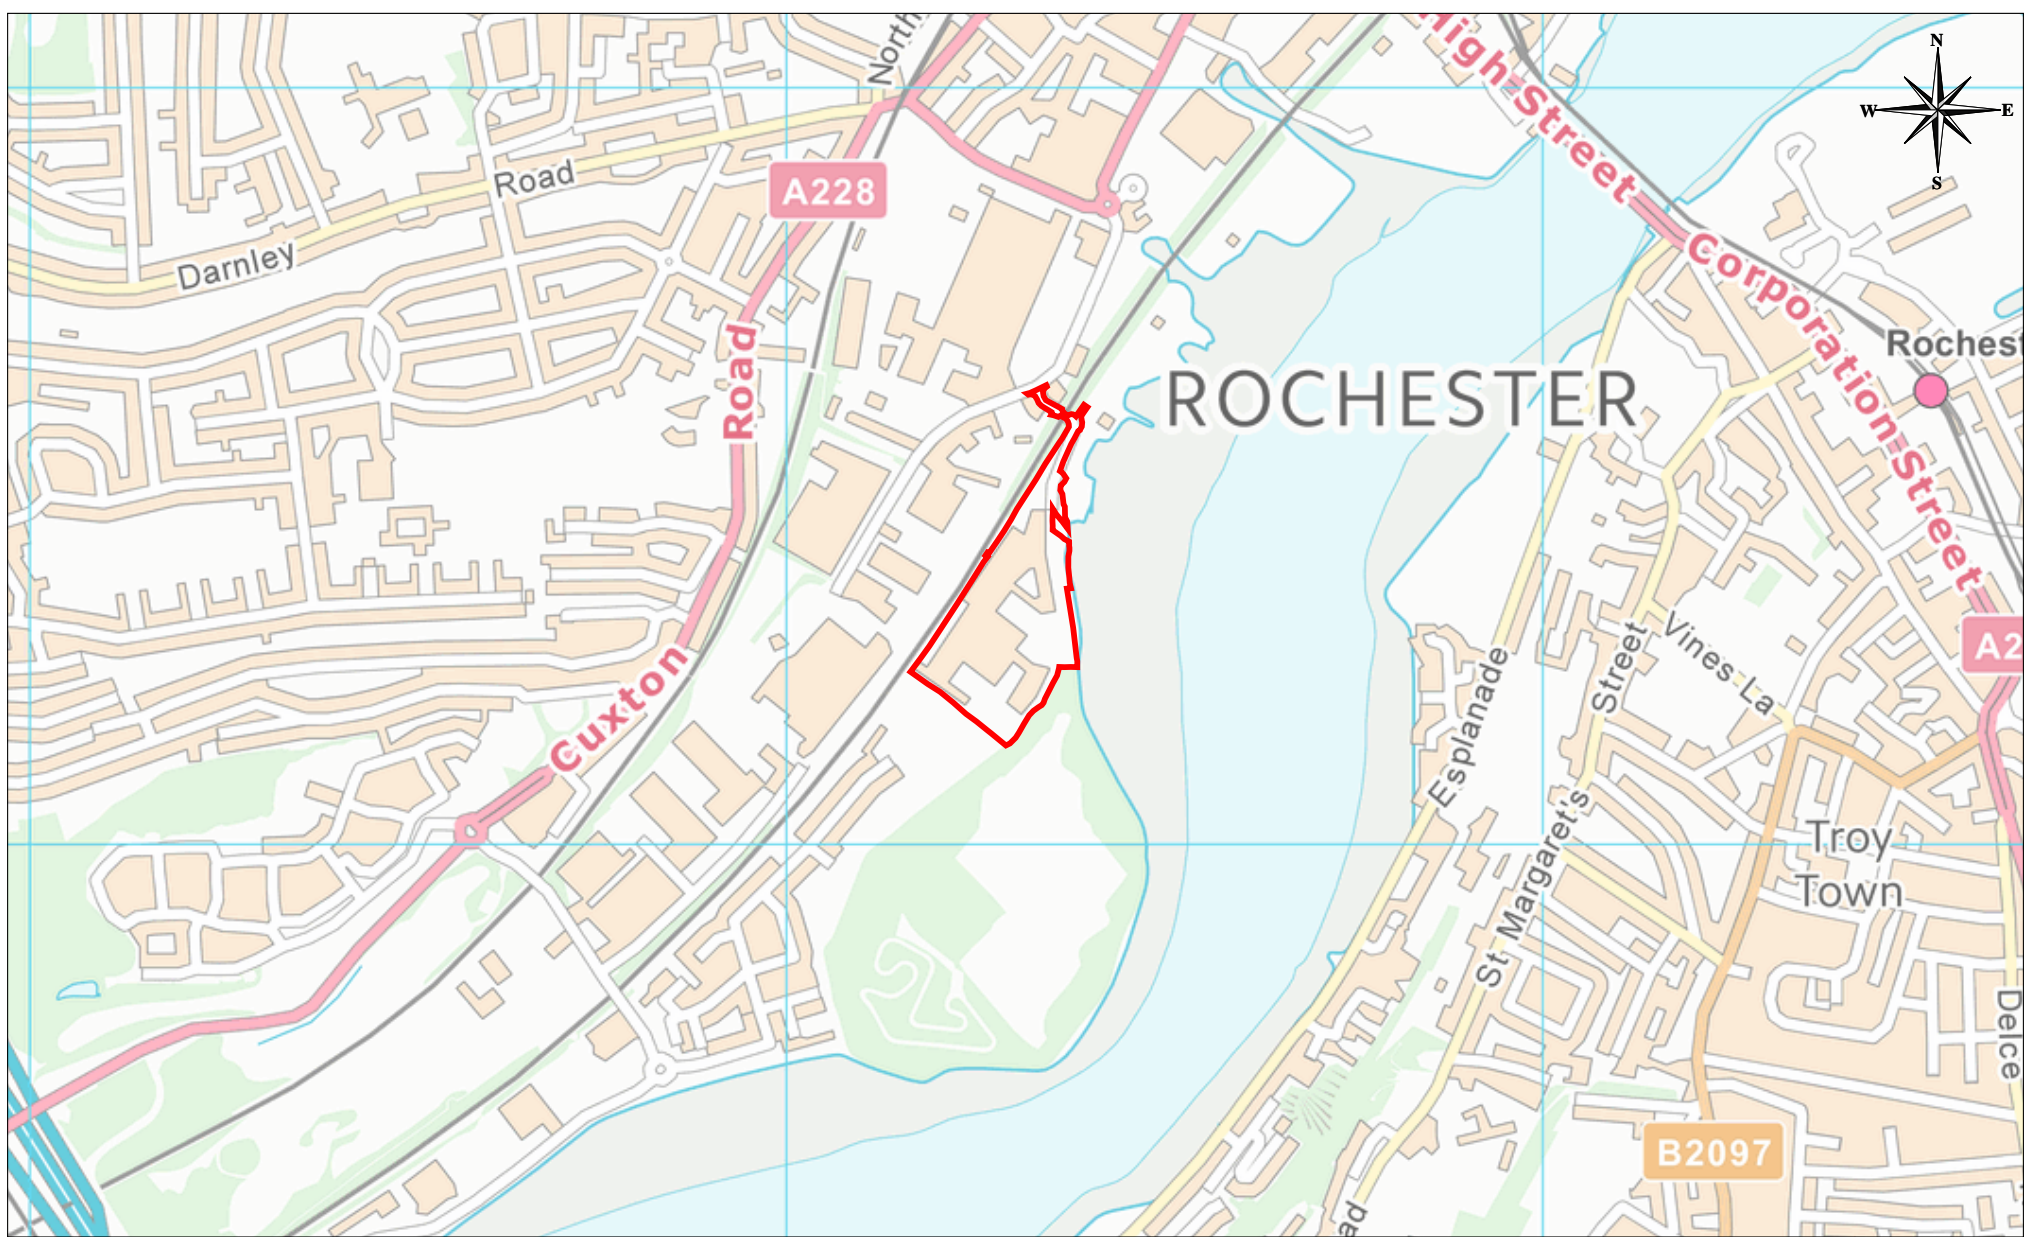 North
High Street
N
W
E
S
Road
A228
Darnley
Corporation Street
Rochest
Road
ROCHESTER
A2
Vines La
Street
Esplanade
Cuxton
St Margaret's
Troy
Town
Delce
B2097
ad